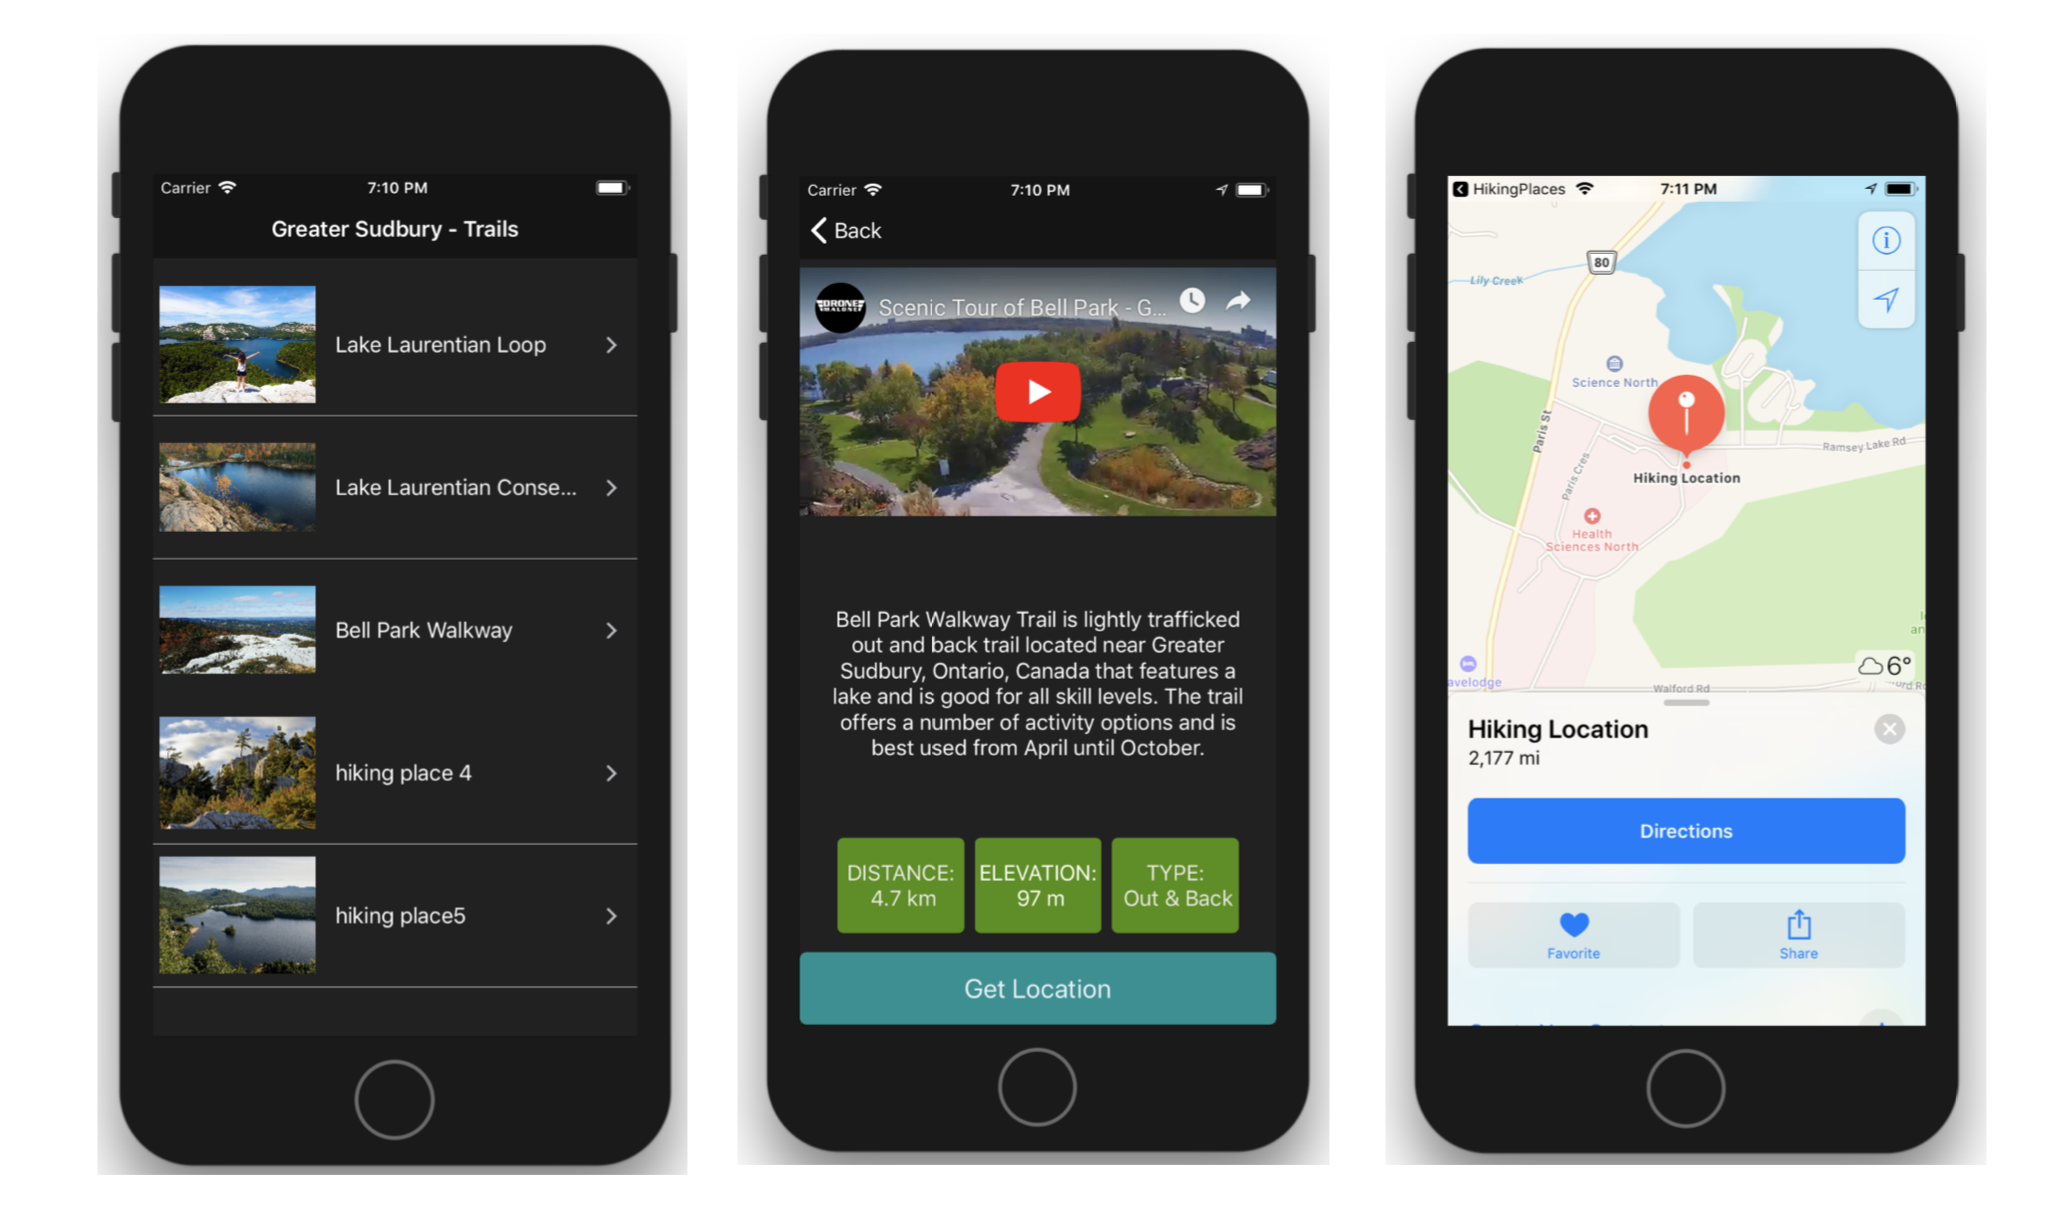 Carrier 7:10 PM
Greater Sudbury - Trails
Lake Laurentian Loop
Lake Laurentian Conse...
Bell Park Walkway
hiking place 4
hiking place5
Carrier 7:10 PM
Back
DRONE
MALONE
Scenic Tour of Bell Park - G...
Bell Park Walkway Trail is lightly trafficked
out and back trail located near Greater
Sudbury, Ontario, Canada that features a
lake and is good for all skill levels. The trail
offers a number of activity options and is
best used from April until October.
DISTANCE:
4.7 km
ELEVATION:
97 m
TYPE:
Out & Back
Get Location
HikingPlaces 7:11 PM
80
Lily Creek
Science North
Paris St
Ramsey Lake Rd
Paris Cres
Hiking Location
Health
Sciences North
avelodge
Walford Rd
6°
Hiking Location
2,177 mi
Directions
Favorite
Share